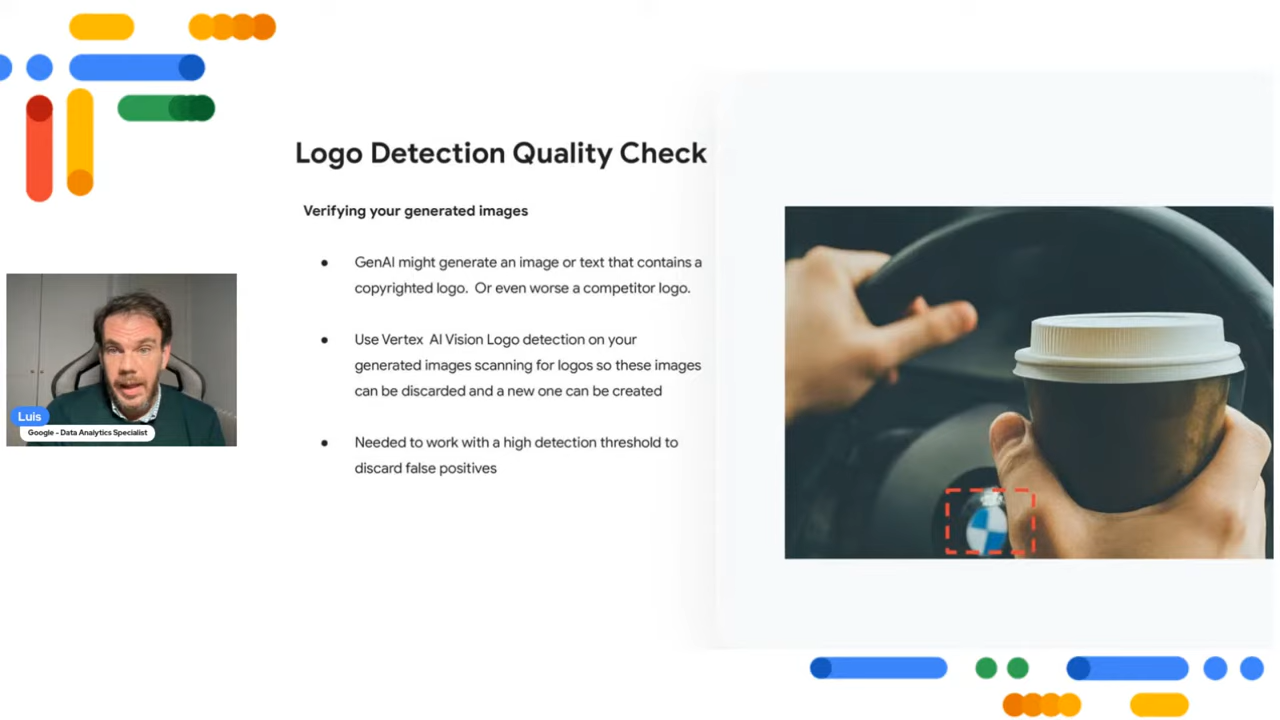 Logo Detection Quality Check
Verifying your generated images
● GenAI might generate an image or text that contains a
copyrighted logo. Or even worse a competitor logo.
● Use Vertex AI Vision Logo detection on your
generated images scanning for logos so these images
can be discarded and a new one can be created
● Needed to work with a high detection threshold to
discard false positives
Luis
Google - Data Analytics Specialist